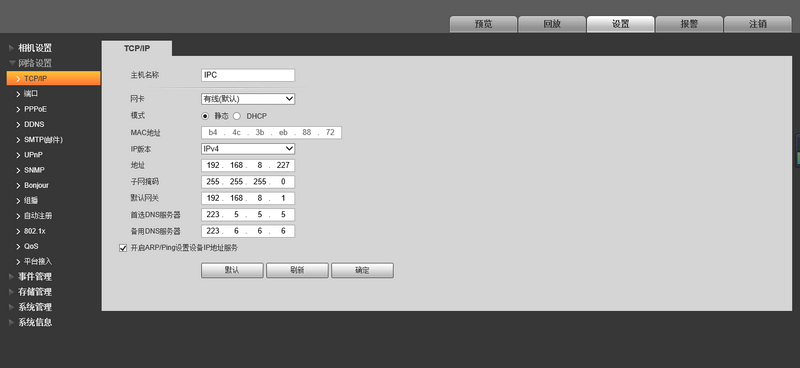 预览 回放 设置 报警 注销
相机设置
网络设置
TCP/IP
端口
PPPoE
DDNS
SMTP(邮件)
UPnP
SNMP
Bonjour
组播
自动注册
802.1x
QoS
平台接入
事件管理
存储管理
系统管理
系统信息
TCP/IP
主机名称 IPC
网卡 有线(默认)
模式 静态 DHCP
MAC地址 b4 . 4c . 3b . eb . 88 . 72
IP版本 IPv4
地址 192 . 168 . 8 . 227
子网掩码 255 . 255 . 255 . 0
默认网关 192 . 168 . 8 . 1
首选DNS服务器 223 . 5 . 5 . 5
备用DNS服务器 223 . 6 . 6 . 6
开启ARP/Ping设置设备IP地址服务
默认 刷新 确定